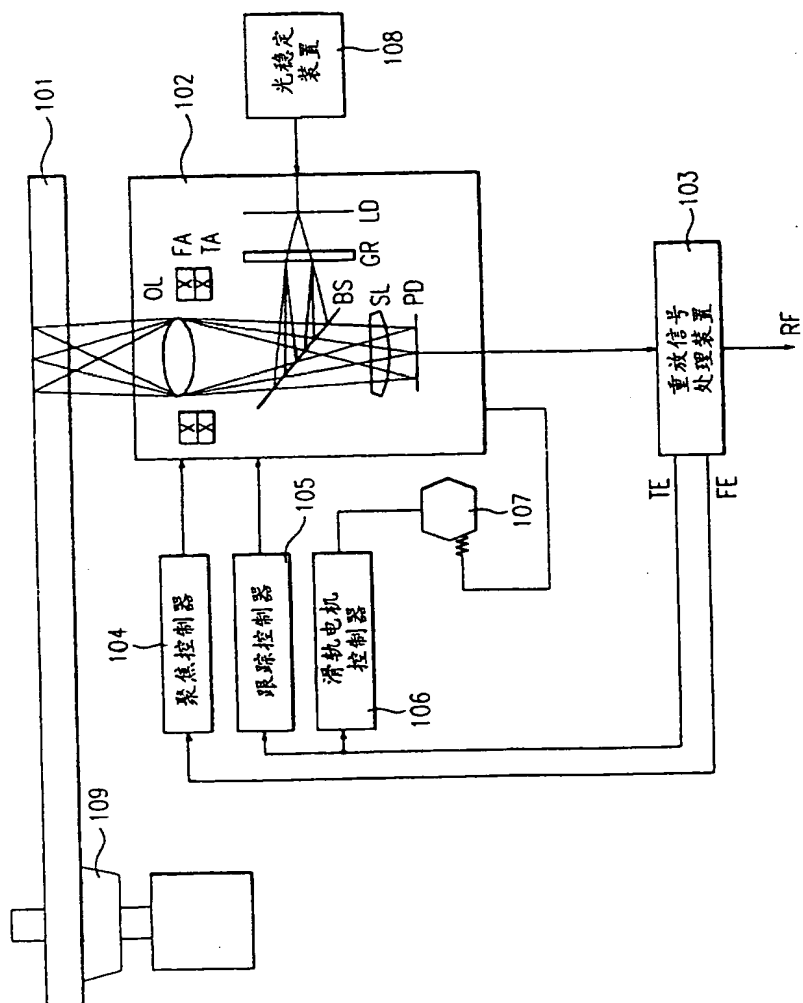 101
102
光稳定
装置
108
OL
FA
TA
LD
GR
BS
SL
PD
103
重放信号
处理装置
RF
TE
FE
104
聚焦控制器
105
跟踪控制器
滑轨电机
控制器
106
107
109